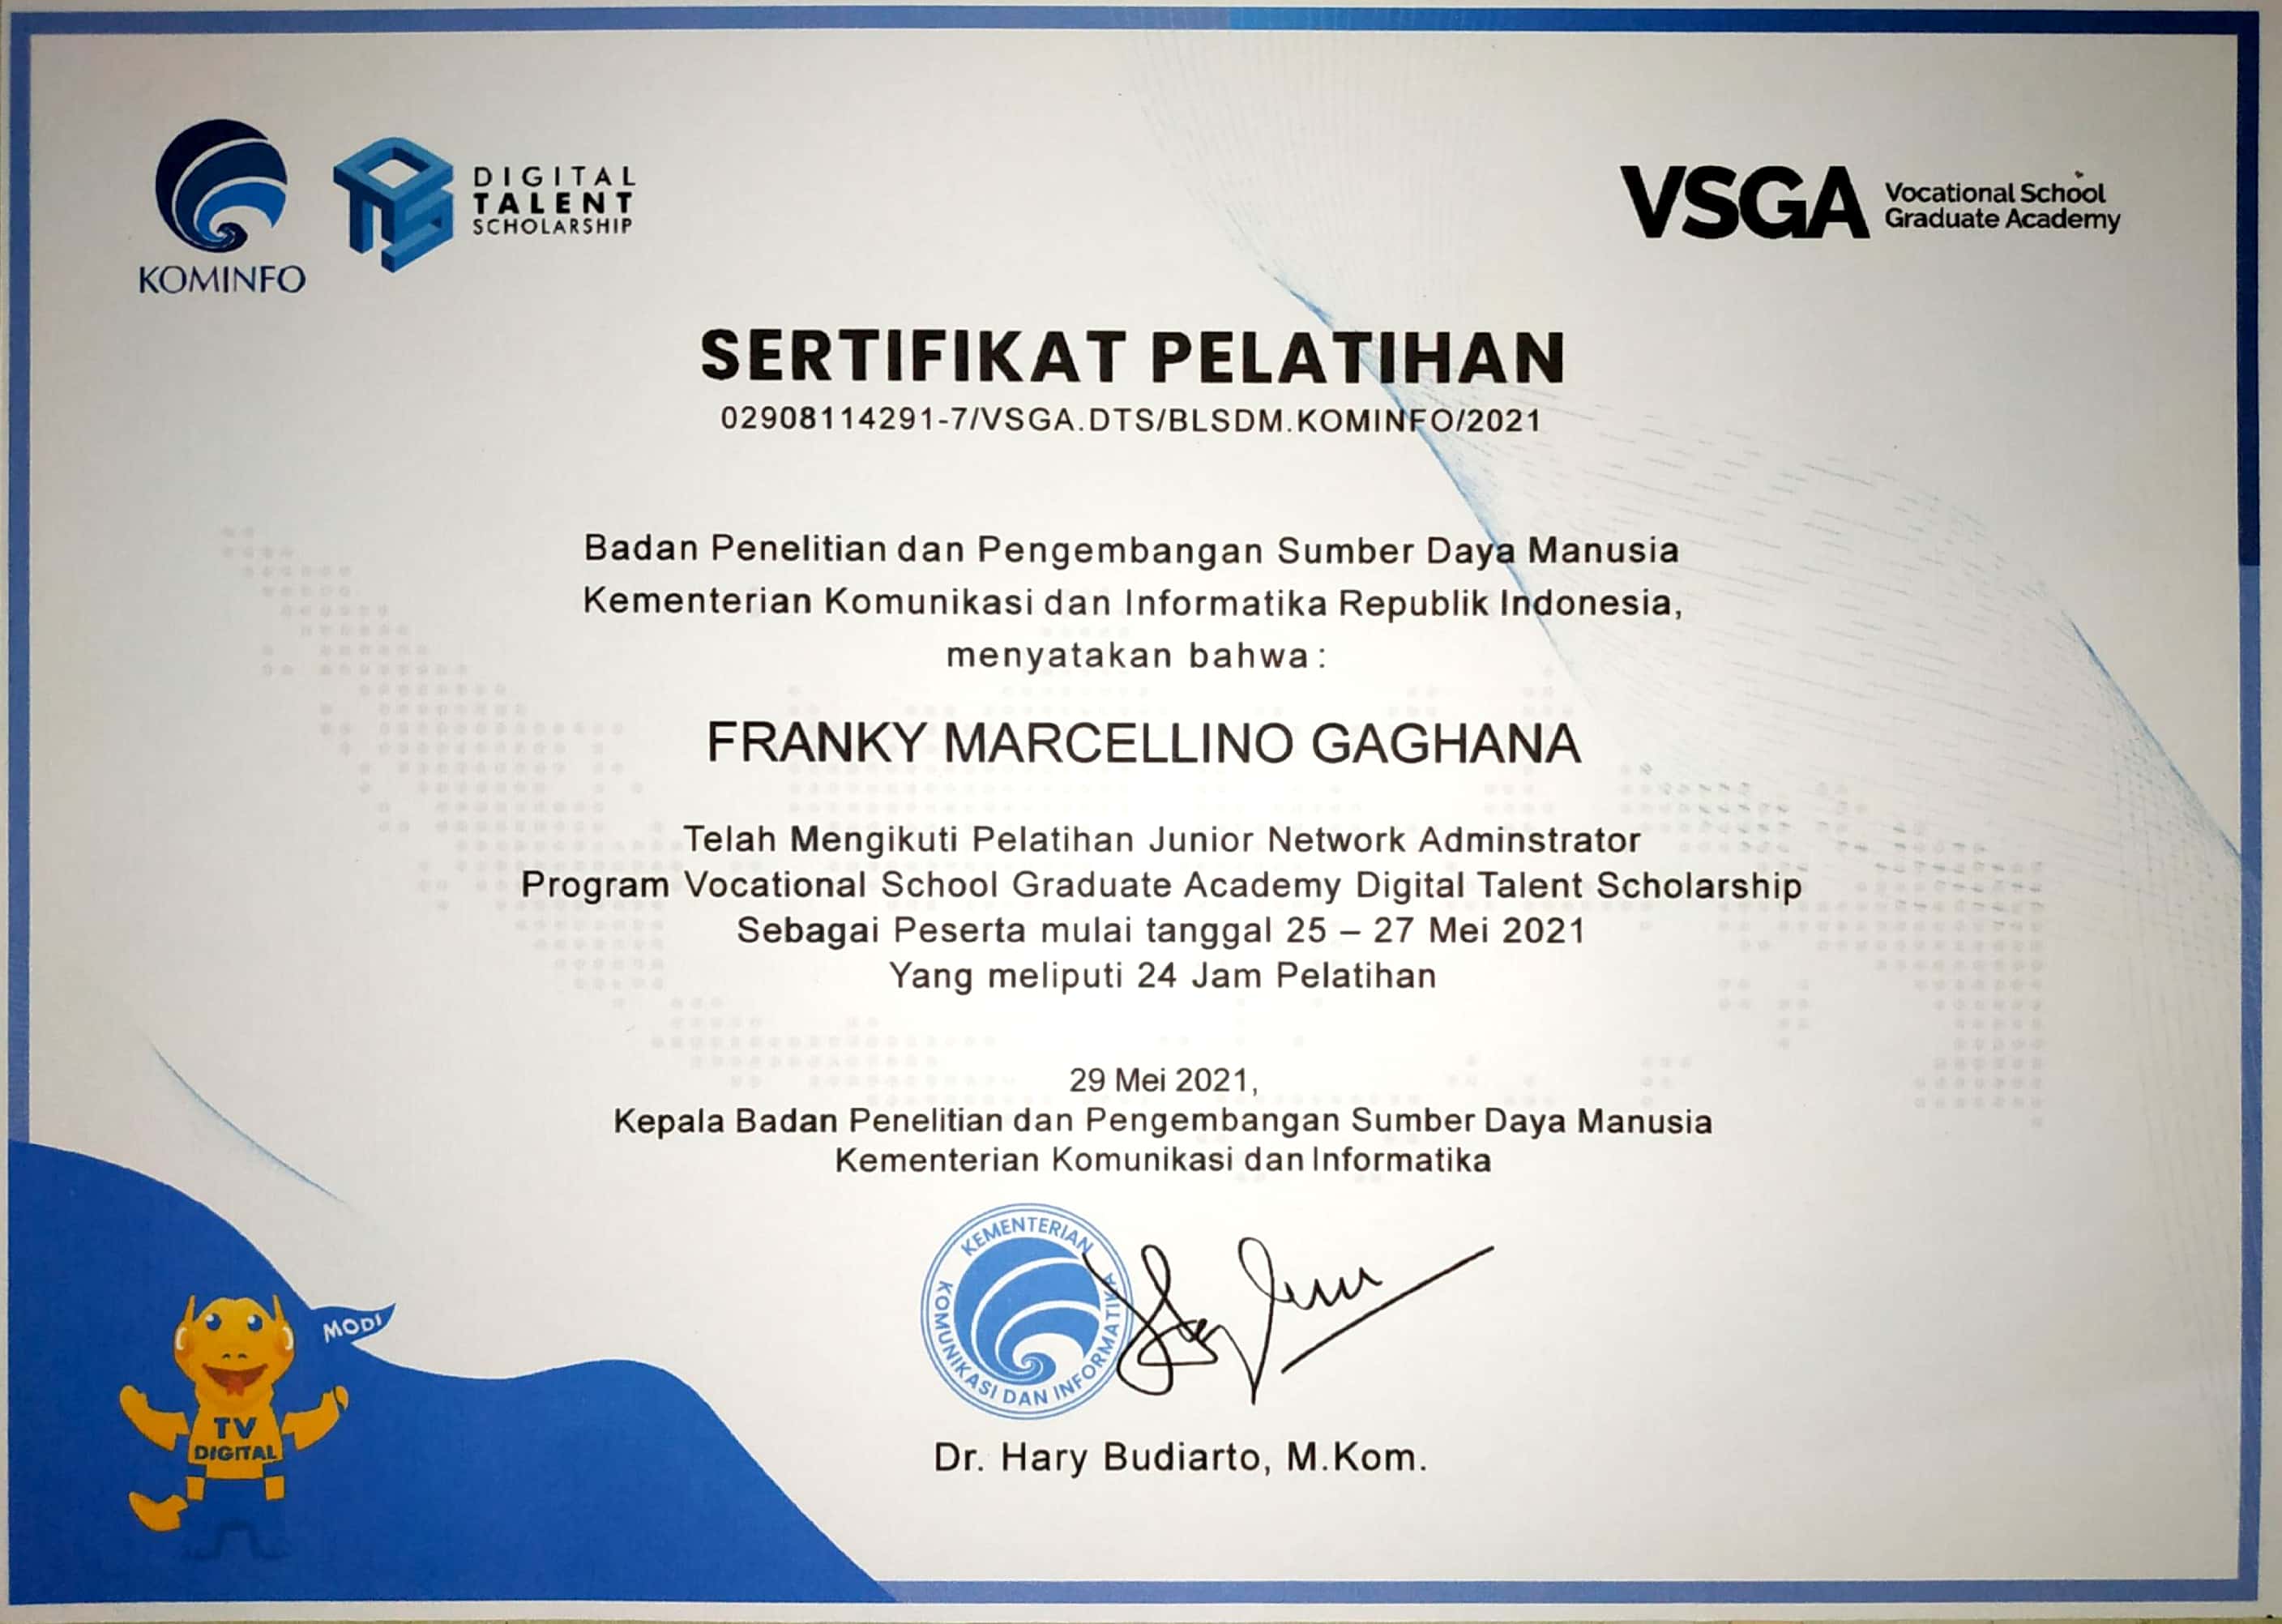 KOMINFO
DIGITAL
TALENT
SCHOLARSHIP
VSGA
Vocational School
Graduate Academy
SERTIFIKAT PELATIHAN
02908114291-7/VSGA.DTS/BLSDM.KOMINFO/2021
Badan Penelitian dan Pengembangan Sumber Daya Manusia
Kementerian Komunikasi dan Informatika Republik Indonesia,
menyatakan bahwa :
FRANKY MARCELLINO GAGHANA
Telah Mengikuti Pelatihan Junior Network Adminstrator
Program Vocational School Graduate Academy Digital Talent Scholarship
Sebagai Peserta mulai tanggal 25 – 27 Mei 2021
Yang meliputi 24 Jam Pelatihan
29 Mei 2021,
Kepala Badan Penelitian dan Pengembangan Sumber Daya Manusia
Kementerian Komunikasi dan Informatika
KEMENTERIAN
KOMUNIKASI DAN INFORMATIKA
Dr. Hary Budiarto, M.Kom.
MODI
TV
DIGITAL